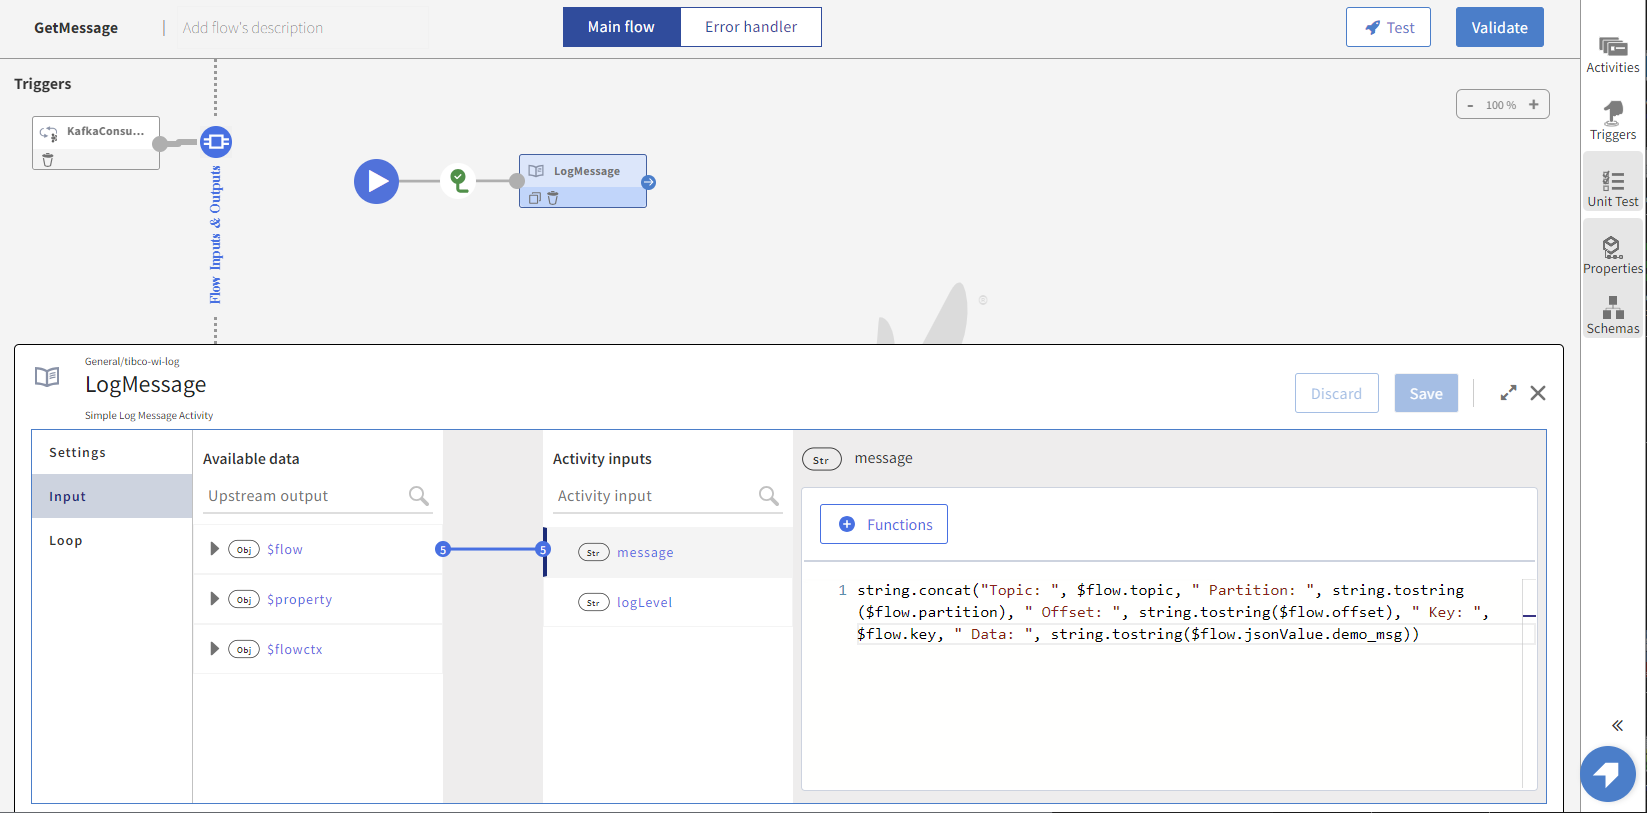 GetMessage
Add flow's description
Main flow
Error handler
Test
Validate
Triggers
KafkaConsu...
Flow Inputs & Outputs
LogMessage
- 100 % +
®
Activities
Triggers
Unit Test
Properties
Schemas
General/tibco-wi-log
LogMessage
Simple Log Message Activity
Discard
Save
Settings
Input
Loop
Available data
Upstream output
Obj $flow
Obj $property
Obj $flowctx
5
5
Activity inputs
Activity input
Str message
Str logLevel
Str message
Functions
1 string.concat("Topic: ", $flow.topic, " Partition: ", string.tostring
($flow.partition), " Offset: ", string.tostring($flow.offset), " Key: ",
$flow.key, " Data: ", string.tostring($flow.jsonValue.demo_msg))